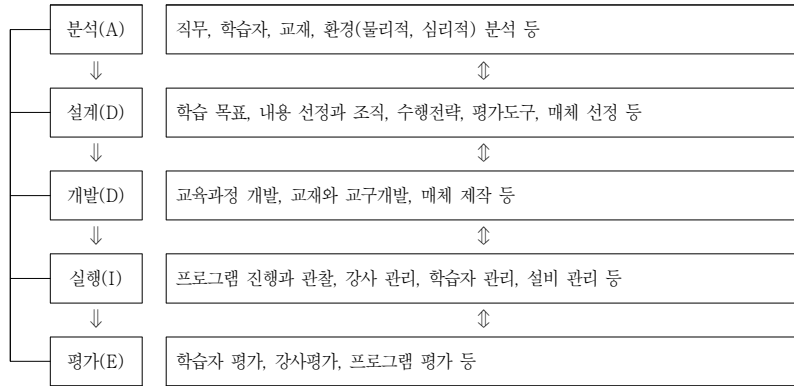 분석(A) 직무, 학습자, 교재, 환경(물리적, 심리적) 분석 등
⇓ ⇕
설계(D) 학습 목표, 내용 선정과 조직, 수행전략, 평가도구, 매체 선정 등
⇓ ⇕
개발(D) 교육과정 개발, 교재와 교구개발, 매체 제작 등
⇓ ⇕
실행(I) 프로그램 진행과 관찰, 강사 관리, 학습자 관리, 설비 관리 등
⇓ ⇕
평가(E) 학습자 평가, 강사평가, 프로그램 평가 등